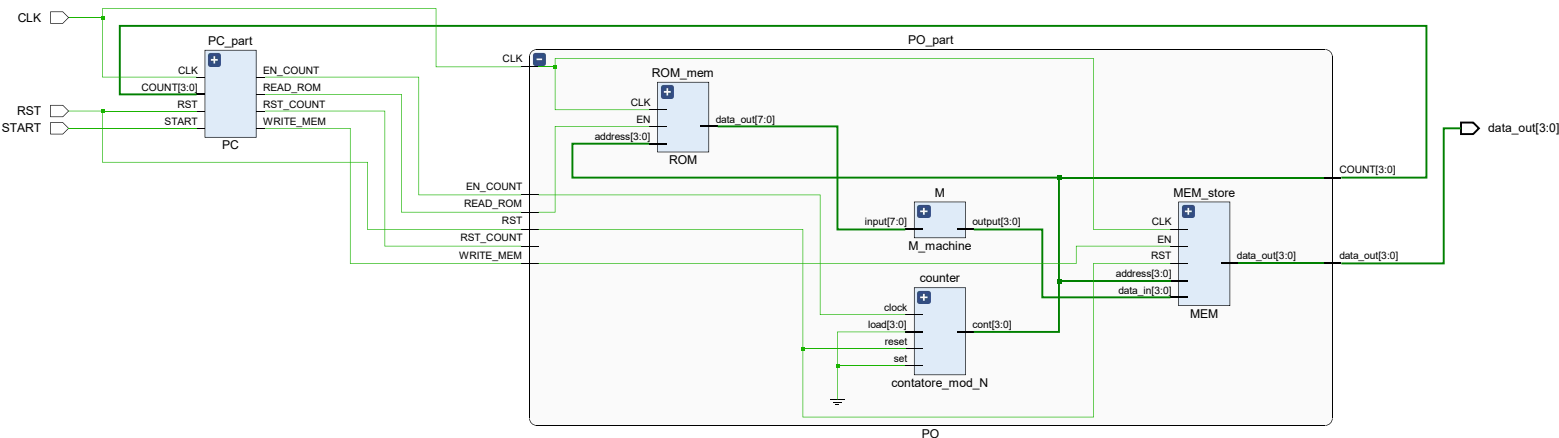 CLK
RST
START
PC_part
CLK
COUNT[3:0]
RST
START
EN_COUNT
READ_ROM
RST_COUNT
WRITE_MEM
PC
PO_part
CLK
EN_COUNT
READ_ROM
RST
RST_COUNT
WRITE_MEM
ROM_mem
CLK
EN
address[3:0]
data_out[7:0]
ROM
M
input[7:0]
output[3:0]
M_machine
counter
clock
load[3:0]
reset
set
cont[3:0]
contatore_mod_N
MEM_store
CLK
EN
RST
address[3:0]
data_in[3:0]
data_out[3:0]
MEM
COUNT[3:0]
data_out[3:0]
PO
data_out[3:0]